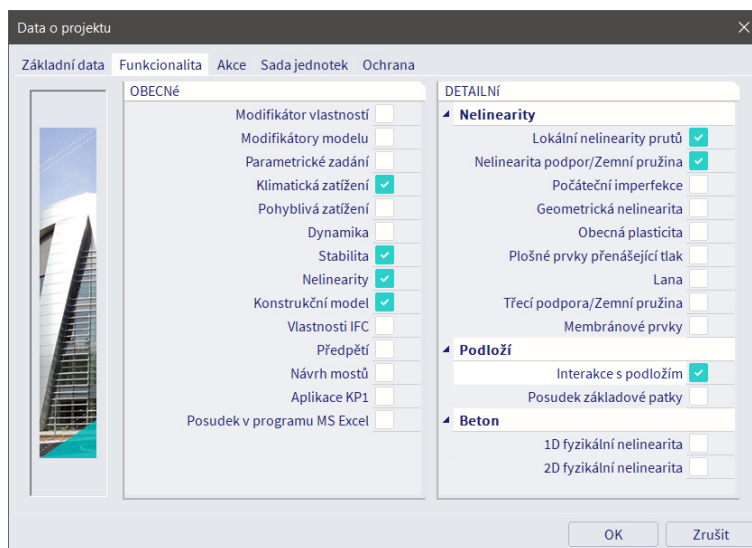 Data o projektu
Základní data Funkcionalita Akce Sada jednotek Ochrana
OBECNÉ
Modifikátor vlastností
Modifikátory modelu
Parametrické zadání
Klimatická zatížení
Pohyblivá zatížení
Dynamika
Stabilita
Nelinearity
Konstrukční model
Vlastnosti IFC
Předpětí
Návrh mostů
Aplikace KP1
Posudek v programu MS Excel
DETAILNÍ
Nelinearity
Lokální nelinearity prutů
Nelinearita podpor/Zemní pružina
Počáteční imperfekce
Geometrická nelinearita
Obecná plasticita
Plošné prvky přenášející tlak
Lana
Třecí podpora/Zemní pružina
Membránové prvky
Podloží
Interakce s podložím
Posudek základové patky
Beton
1D fyzikální nelinearita
2D fyzikální nelinearita
OK Zrušit